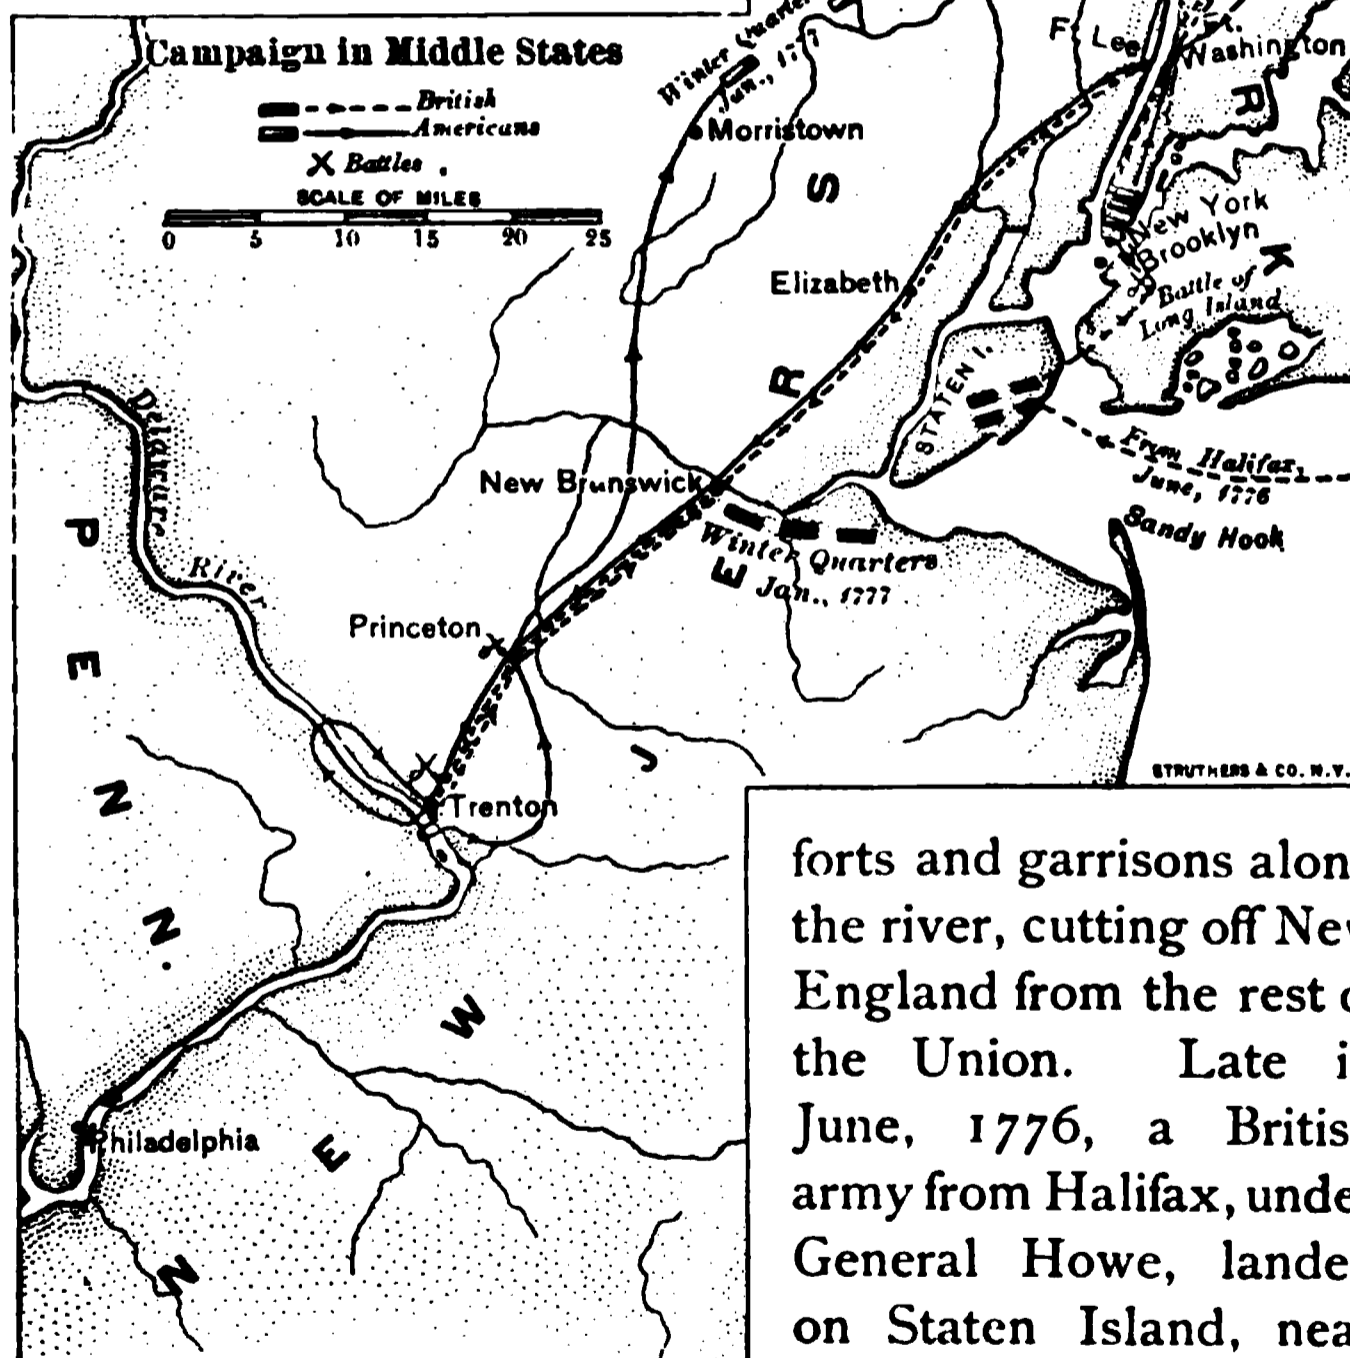 Campaign in Middle States
British
Americans
Battles
SCALE OF MILES
0 5 10 15 20 25
Winter Quarters
Jan., 1777
Morristown
F. Lee
Washington
R
S
New York
Brooklyn
K
Battle of
Long Island
Elizabeth
STATEN I.
R
From Halifax,
June, 1776
Sandy Hook
Delaware
River
New Brunswick
Winter Quarters
Jan., 1777
E
Princeton
J
Trenton
P
E
N
N.
W
E
N
Philadelphia
STRUTHERS & CO. N.Y.
forts and garrisons alon
the river, cutting off Ne
England from the rest
the Union. Late i
June, 1776, a Britis
army from Halifax, unde
General Howe, lande
on Staten Island, nea